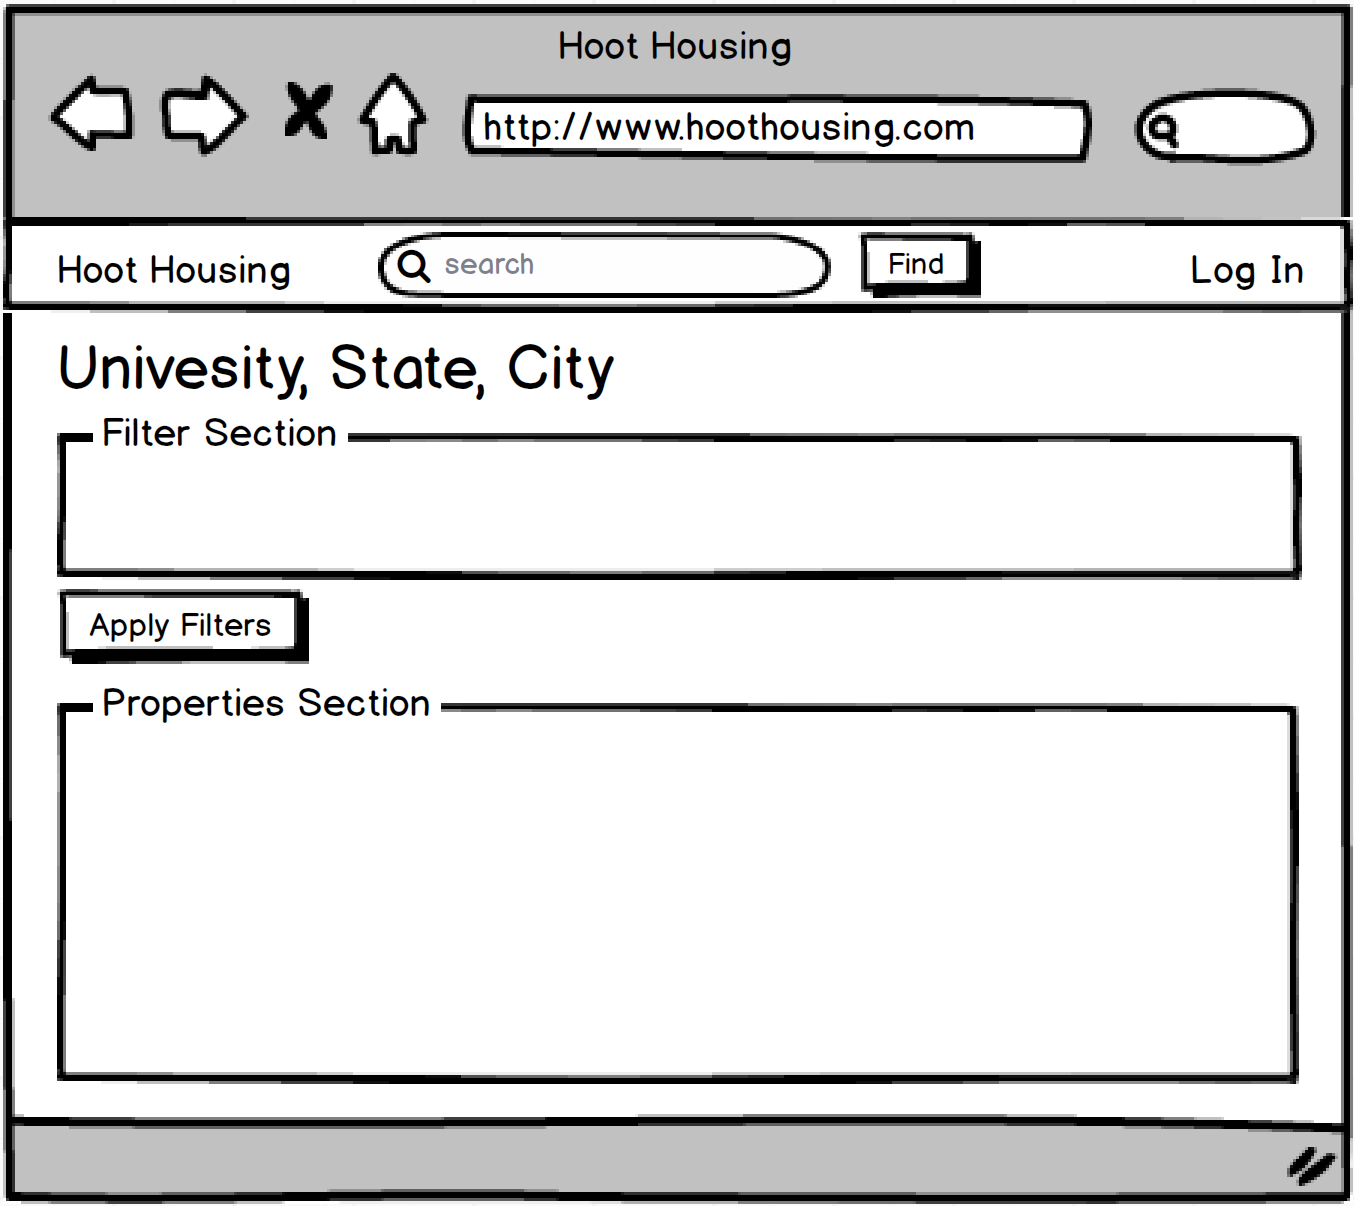 Hoot Housing
http://www.hoothousing.com
Hoot Housing search Find Log In
Univesity, State, City
Filter Section
Apply Filters
Properties Section